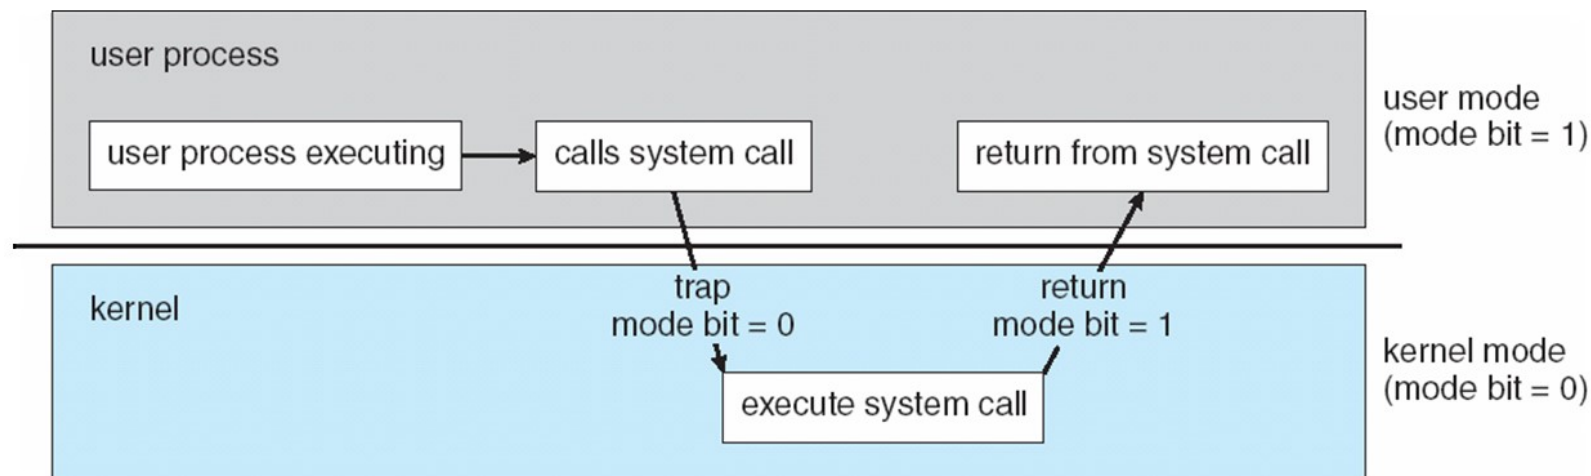 user process
user process executing
calls system call
return from system call
user mode
(mode bit = 1)
kernel
trap
mode bit = 0
return
mode bit = 1
execute system call
kernel mode
(mode bit = 0)